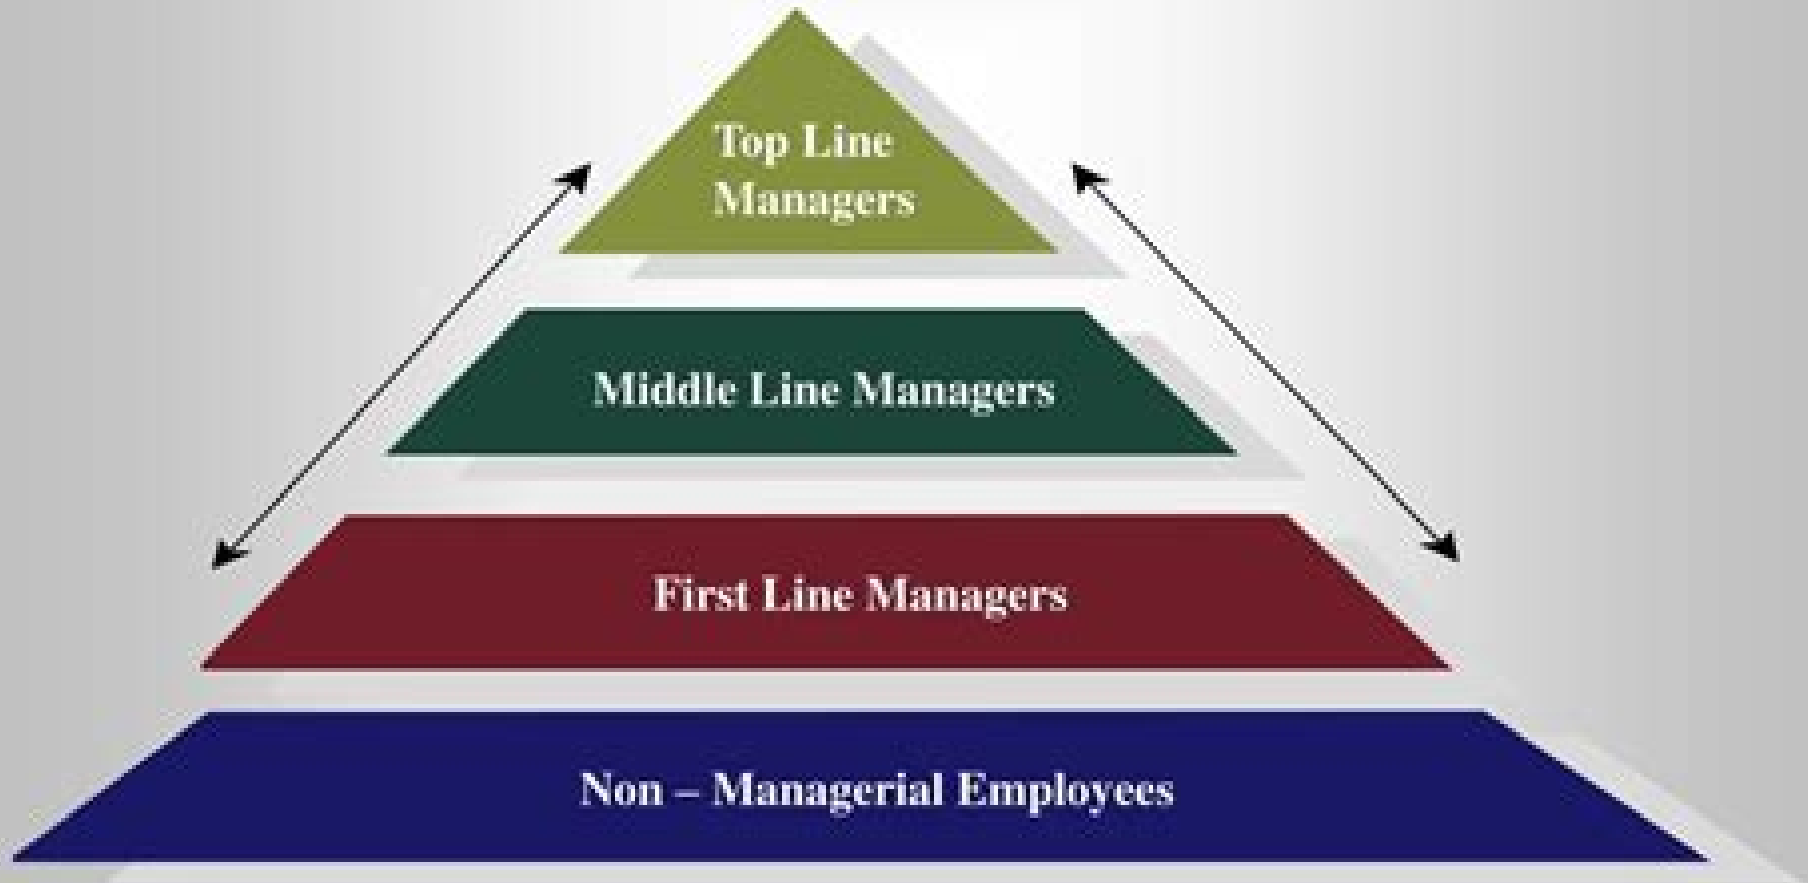 Top Line
Managers
Middle Line Managers
First Line Managers
Non – Managerial Employees